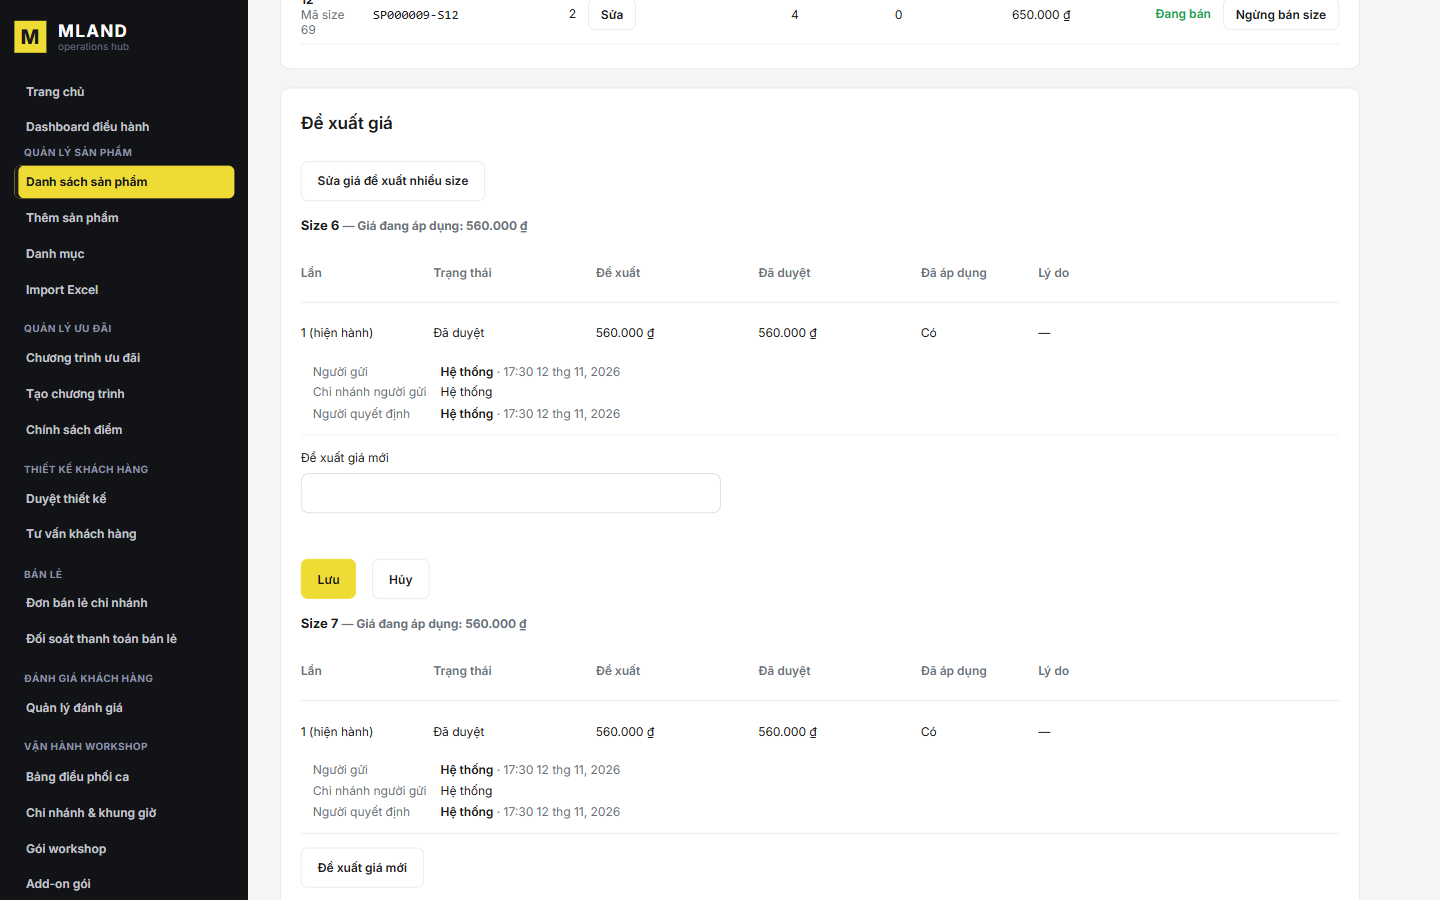 M MLAND
operations hub
Trang chủ
Dashboard điều hành
QUẢN LÝ SẢN PHẨM
Danh sách sản phẩm
Thêm sản phẩm
Danh mục
Import Excel
QUẢN LÝ ƯU ĐÃI
Chương trình ưu đãi
Tạo chương trình
Chính sách điểm
THIẾT KẾ KHÁCH HÀNG
Duyệt thiết kế
Tư vấn khách hàng
BÁN LẺ
Đơn bán lẻ chi nhánh
Đối soát thanh toán bán lẻ
ĐÁNH GIÁ KHÁCH HÀNG
Quản lý đánh giá
VẬN HÀNH WORKSHOP
Bảng điều phối ca
Chi nhánh & khung giờ
Gói workshop
Add-on gói
12
Mã size
69
SP000009-S12 2 Sửa 4 0 650.000 ₫ Đang bán Ngừng bán size
Đề xuất giá
Sửa giá đề xuất nhiều size
Size 6 — Giá đang áp dụng: 560.000 ₫
Lần Trạng thái Đề xuất Đã duyệt Đã áp dụng Lý do
1 (hiện hành) Đã duyệt 560.000 ₫ 560.000 ₫ Có —
Người gửi Hệ thống · 17:30 12 thg 11, 2026
Chi nhánh người gửi Hệ thống
Người quyết định Hệ thống · 17:30 12 thg 11, 2026
Đề xuất giá mới
Lưu Hủy
Size 7 — Giá đang áp dụng: 560.000 ₫
Lần Trạng thái Đề xuất Đã duyệt Đã áp dụng Lý do
1 (hiện hành) Đã duyệt 560.000 ₫ 560.000 ₫ Có —
Người gửi Hệ thống · 17:30 12 thg 11, 2026
Chi nhánh người gửi Hệ thống
Người quyết định Hệ thống · 17:30 12 thg 11, 2026
Đề xuất giá mới